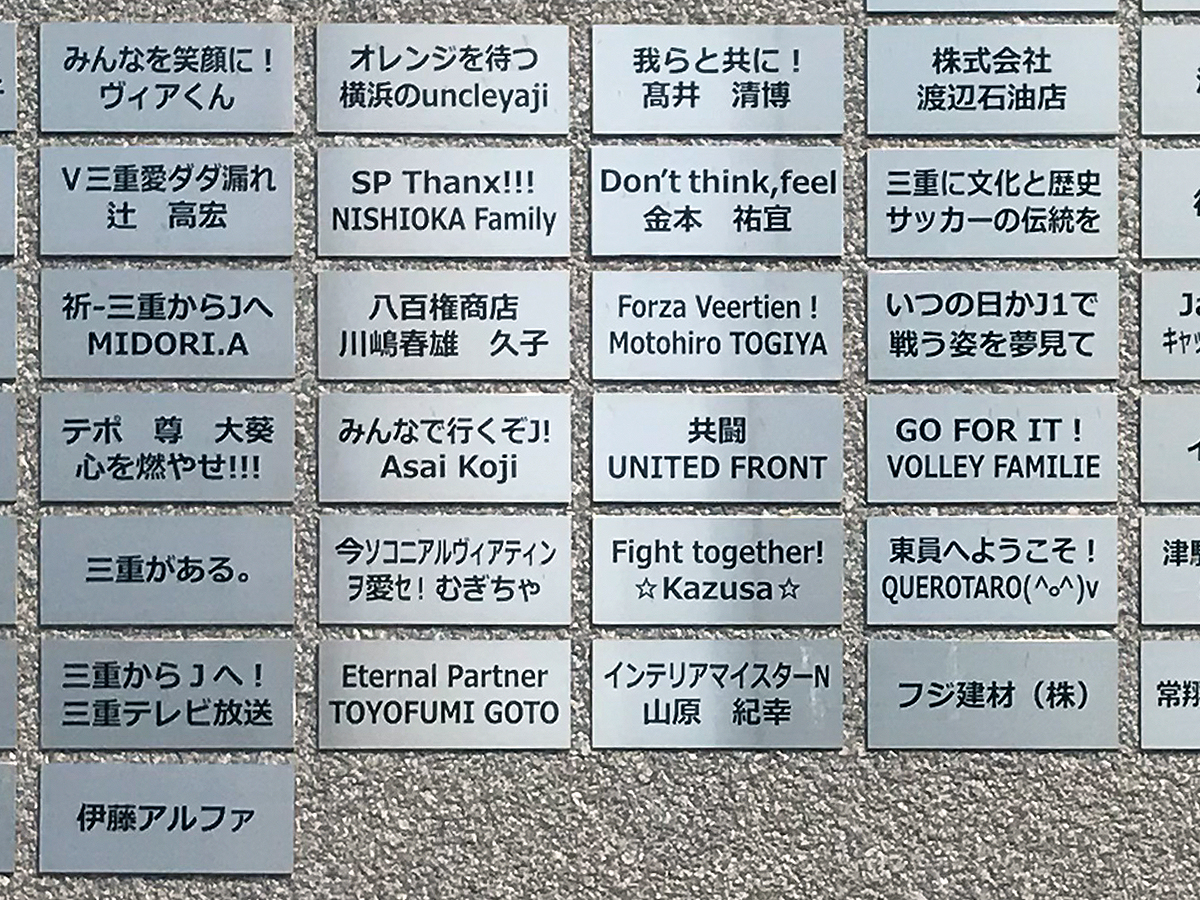 みんなを笑顔に！
ヴィアくん
オレンジを待つ
横浜のuncleyaji
我らと共に！
髙井　清博
株式会社
渡辺石油店
V三重愛ダダ漏れ
辻　高宏
SP Thanx!!!
NISHIOKA Family
Don't think,feel
金本　祐宜
三重に文化と歴史
サッカーの伝統を
祈-三重からJへ
MIDORI.A
八百権商店
川嶋春雄　久子
Forza Veertien！
Motohiro TOGIYA
いつの日かJ1で
戦う姿を夢見て
テポ　尊　大葵
心を燃やせ!!!
みんなで行くぞJ!
Asai Koji
共闘
UNITED FRONT
GO FOR IT！
VOLLEY FAMILIE
三重がある。
今ソコニアルヴィアティン
ヲ愛セ！むぎちゃ
Fight together!
☆Kazusa☆
東員へようこそ！
QUEROTARO(^o^)v
津
三重からJへ！
三重テレビ放送
Eternal Partner
TOYOFUMI GOTO
インテリアマイスターN
山原　紀幸
フジ建材（株）
常翔
伊藤アルファ